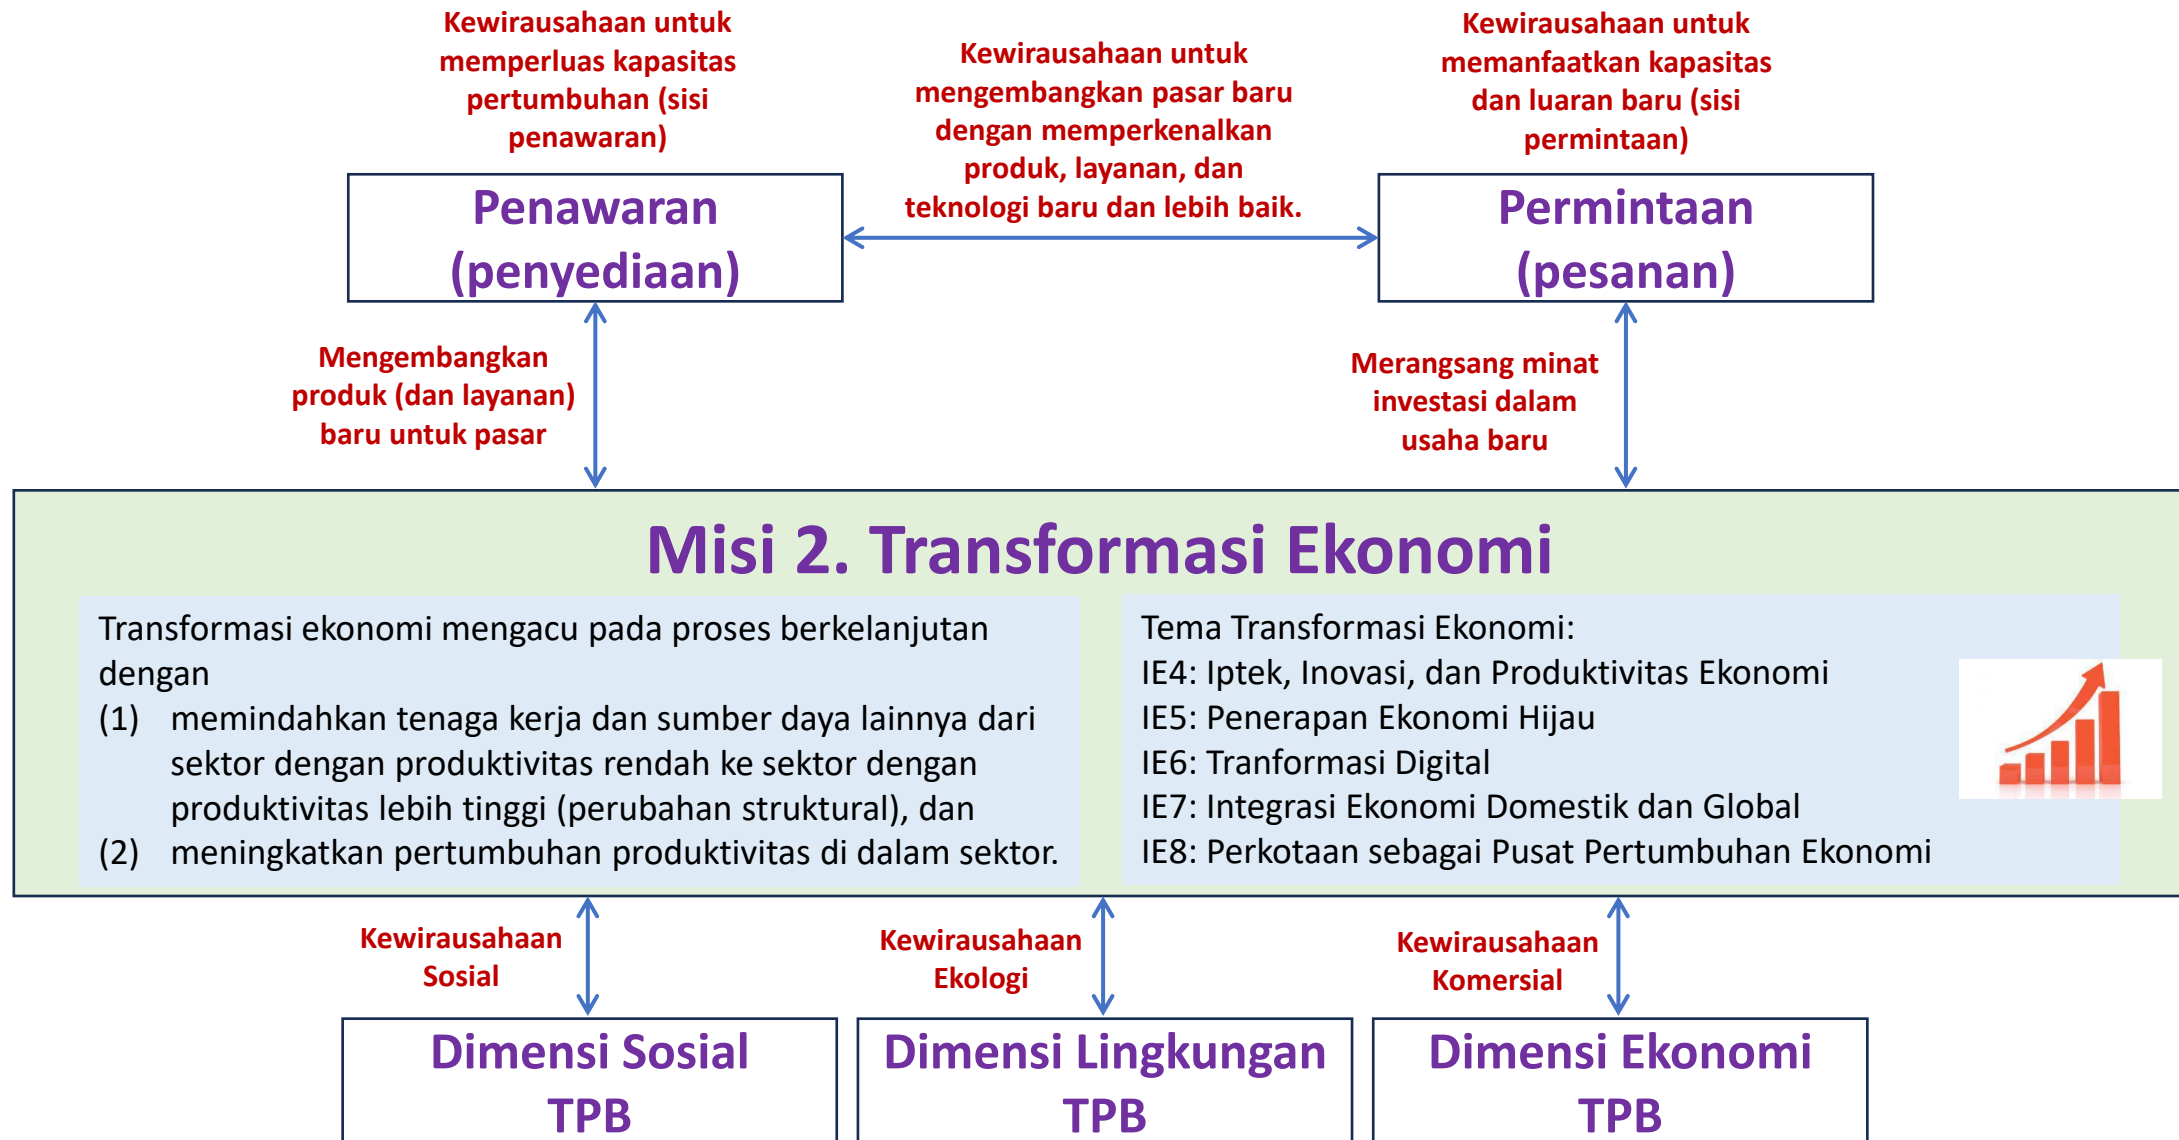 Kewirausahaan untuk
memperluas kapasitas
pertumbuhan (sisi
penawaran)
Kewirausahaan untuk
mengembangkan pasar baru
dengan memperkenalkan
produk, layanan, dan
teknologi baru dan lebih baik.
Kewirausahaan untuk
memanfaatkan kapasitas
dan luaran baru (sisi
permintaan)
Penawaran
(penyediaan)
Permintaan
(pesanan)
Mengembangkan
produk (dan layanan)
baru untuk pasar
Merangsang minat
investasi dalam
usaha baru
Misi 2. Transformasi Ekonomi
Transformasi ekonomi mengacu pada proses berkelanjutan
dengan
(1) memindahkan tenaga kerja dan sumber daya lainnya dari
sektor dengan produktivitas rendah ke sektor dengan
produktivitas lebih tinggi (perubahan struktural), dan
(2) meningkatkan pertumbuhan produktivitas di dalam sektor.
Tema Transformasi Ekonomi:
IE4: Iptek, Inovasi, dan Produktivitas Ekonomi
IE5: Penerapan Ekonomi Hijau
IE6: Tranformasi Digital
IE7: Integrasi Ekonomi Domestik dan Global
IE8: Perkotaan sebagai Pusat Pertumbuhan Ekonomi
Kewirausahaan
Sosial
Kewirausahaan
Ekologi
Kewirausahaan
Komersial
Dimensi Sosial
TPB
Dimensi Lingkungan
TPB
Dimensi Ekonomi
TPB